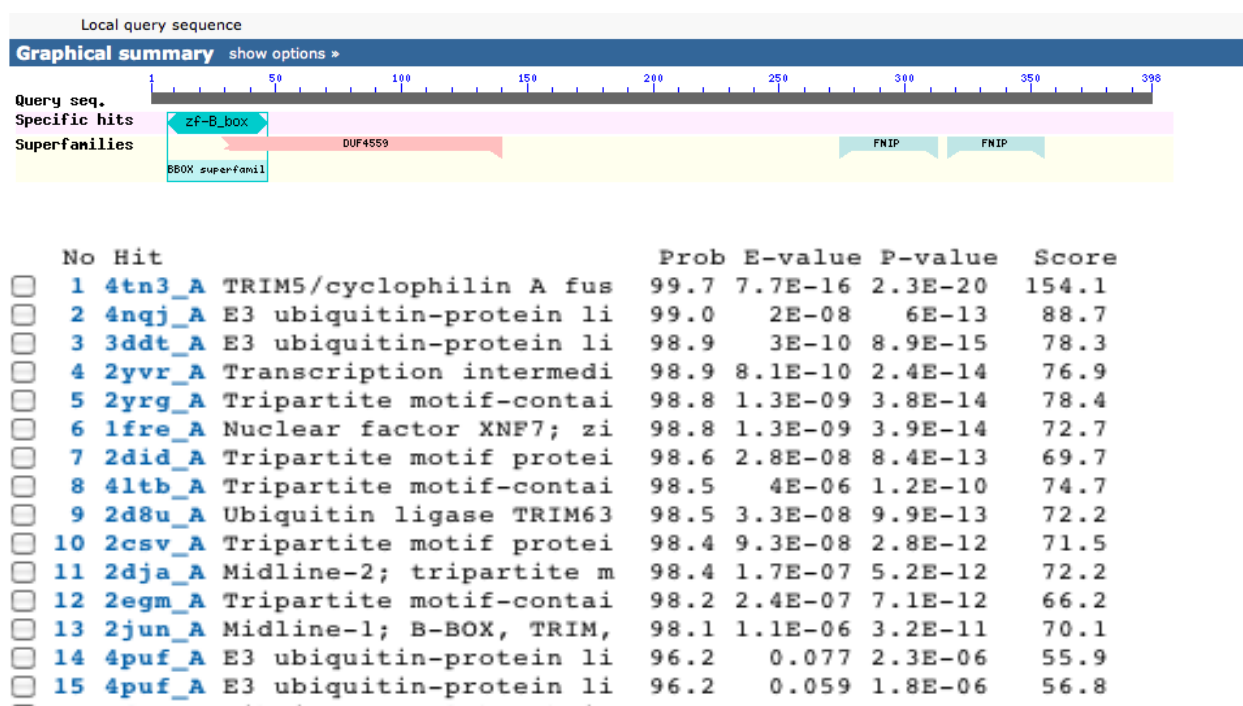 Local query sequence
Graphical summary show options »
1 50 100 150 200 250 300 350 398
Query seq.
Specific hits zf-B_box
Superfamilies DUF4559 FNIP FNIP
BBOX superfamil
No Hit Prob E-value P-value Score
1 4tn3_A TRIM5/cyclophilin A fus 99.7 7.7E-16 2.3E-20 154.1
2 4nqj_A E3 ubiquitin-protein li 99.0 2E-08 6E-13 88.7
3 3ddt_A E3 ubiquitin-protein li 98.9 3E-10 8.9E-15 78.3
4 2yvr_A Transcription intermedi 98.9 8.1E-10 2.4E-14 76.9
5 2yrg_A Tripartite motif-contai 98.8 1.3E-09 3.8E-14 78.4
6 1fre_A Nuclear factor XNF7; zi 98.8 1.3E-09 3.9E-14 72.7
7 2did_A Tripartite motif protei 98.6 2.8E-08 8.4E-13 69.7
8 4ltb_A Tripartite motif-contai 98.5 4E-06 1.2E-10 74.7
9 2d8u_A Ubiquitin ligase TRIM63 98.5 3.3E-08 9.9E-13 72.2
10 2csv_A Tripartite motif protei 98.4 9.3E-08 2.8E-12 71.5
11 2dja_A Midline-2; tripartite m 98.4 1.7E-07 5.2E-12 72.2
12 2egm_A Tripartite motif-contai 98.2 2.4E-07 7.1E-12 66.2
13 2jun_A Midline-1; B-BOX, TRIM, 98.1 1.1E-06 3.2E-11 70.1
14 4puf_A E3 ubiquitin-protein li 96.2 0.077 2.3E-06 55.9
15 4puf_A E3 ubiquitin-protein li 96.2 0.059 1.8E-06 56.8